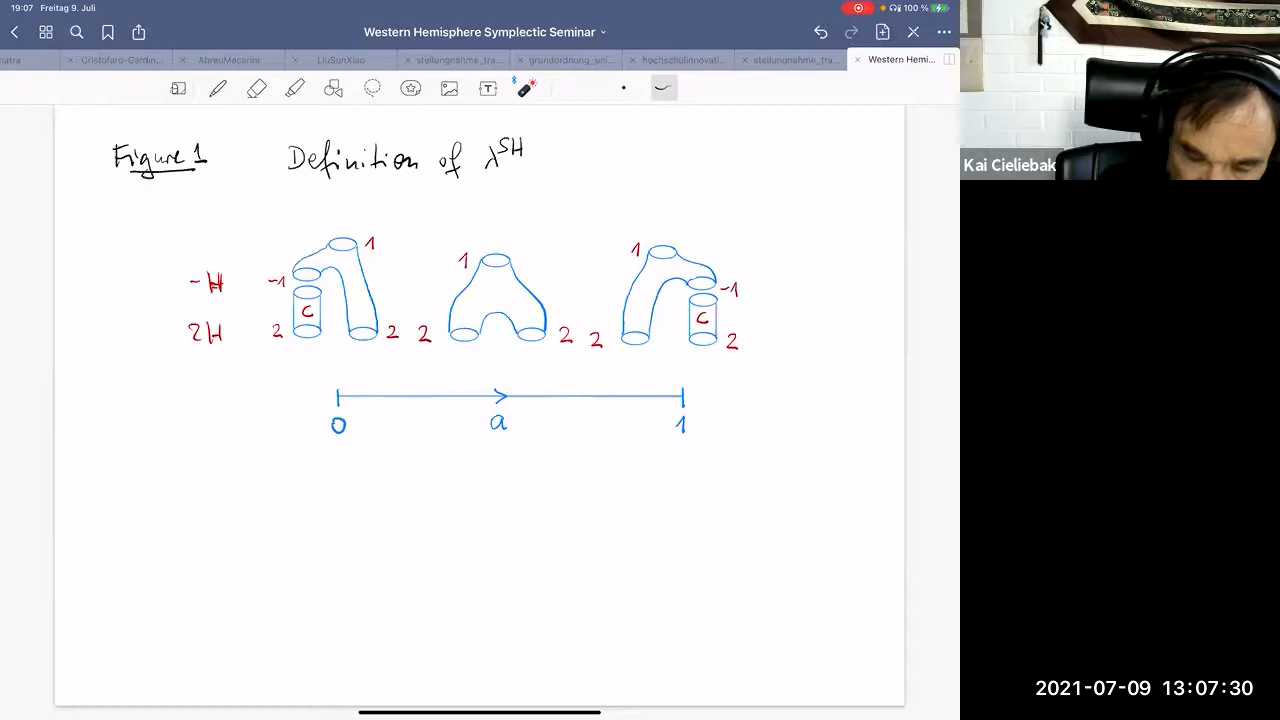 19:07 Freitag 9. Juli
100 %
Western Hemisphere Symplectic Seminar
Cristofaro-Gardin... AbreuMacarini LiuSunXiao stellungnahme_tra... grundordnung_uni... hochschulinnovati... stellungnahme_tra... Western Hemi...
T
Figure 1 Definition of λ^SH
1 1 1
-H -1 -1
C C
2H 2 2 2 2 2 2
0 a 1
Kai Cieliebak
2021-07-09 13:07:30